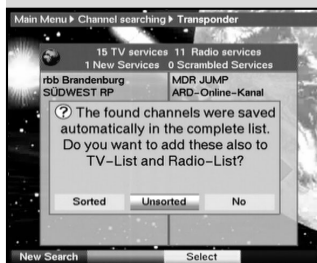 Main Menu Channel searching Transponder
15 TV services 11 Radio services
1 New Services 0 Scrambled Services
rbb Brandenburg MDR JUMP
SÜDWEST RP ARD-Online-Kanal
? The found channels were saved
automatically in the complete list.
Do you want to add these also to
TV-List and Radio-List?
Sorted Unsorted No
New Search Select